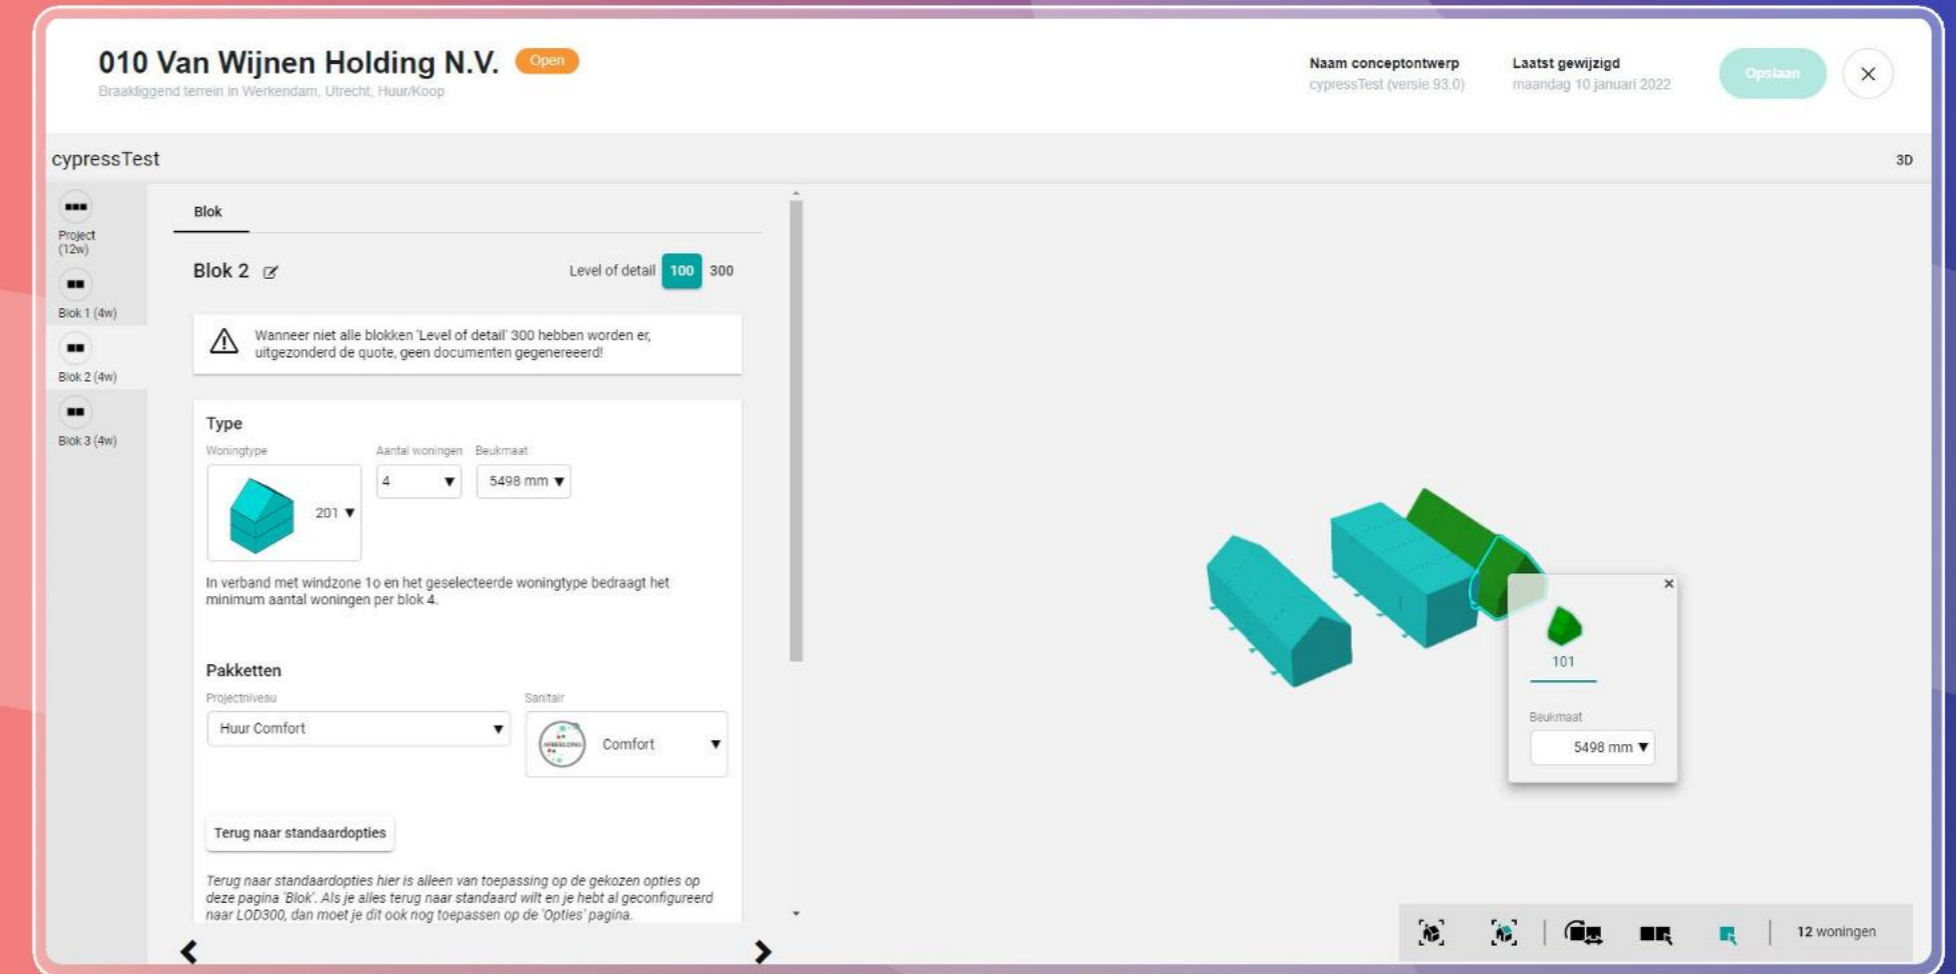 010 Van Wijnen Holding N.V. Open
Braakliggend terrein in Werkendam, Utrecht, Huur/Koop
Naam conceptontwerp
cypressTest (versie 93.0)
Laatst gewijzigd
maandag 10 januari 2022
Opslaan
cypressTest
3D
Project
(12w)
Blok 1 (4w)
Blok 2 (4w)
Blok 3 (4w)
Blok
Blok 2
Level of detail 100 300
Wanneer niet alle blokken 'Level of detail' 300 hebben worden er,
uitgezonderd de quote, geen documenten gegenereeerd!
Type
Woningtype
Aantal woningen
Beukmaat
201
4
5498 mm
In verband met windzone 1o en het geselecteerde woningtype bedraagt het
minimum aantal woningen per blok 4.
Pakketten
Projectniveau
Sanitair
Huur Comfort
AFBEELDING
Comfort
Terug naar standaardopties
Terug naar standaardopties hier is alleen van toepassing op de gekozen opties op
deze pagina 'Blok'. Als je alles terug naar standaard wilt en je hebt al geconfigureerd
naar LOD300, dan moet je dit ook nog toepassen op de 'Opties' pagina.
101
Beukmaat
5498 mm
12 woningen